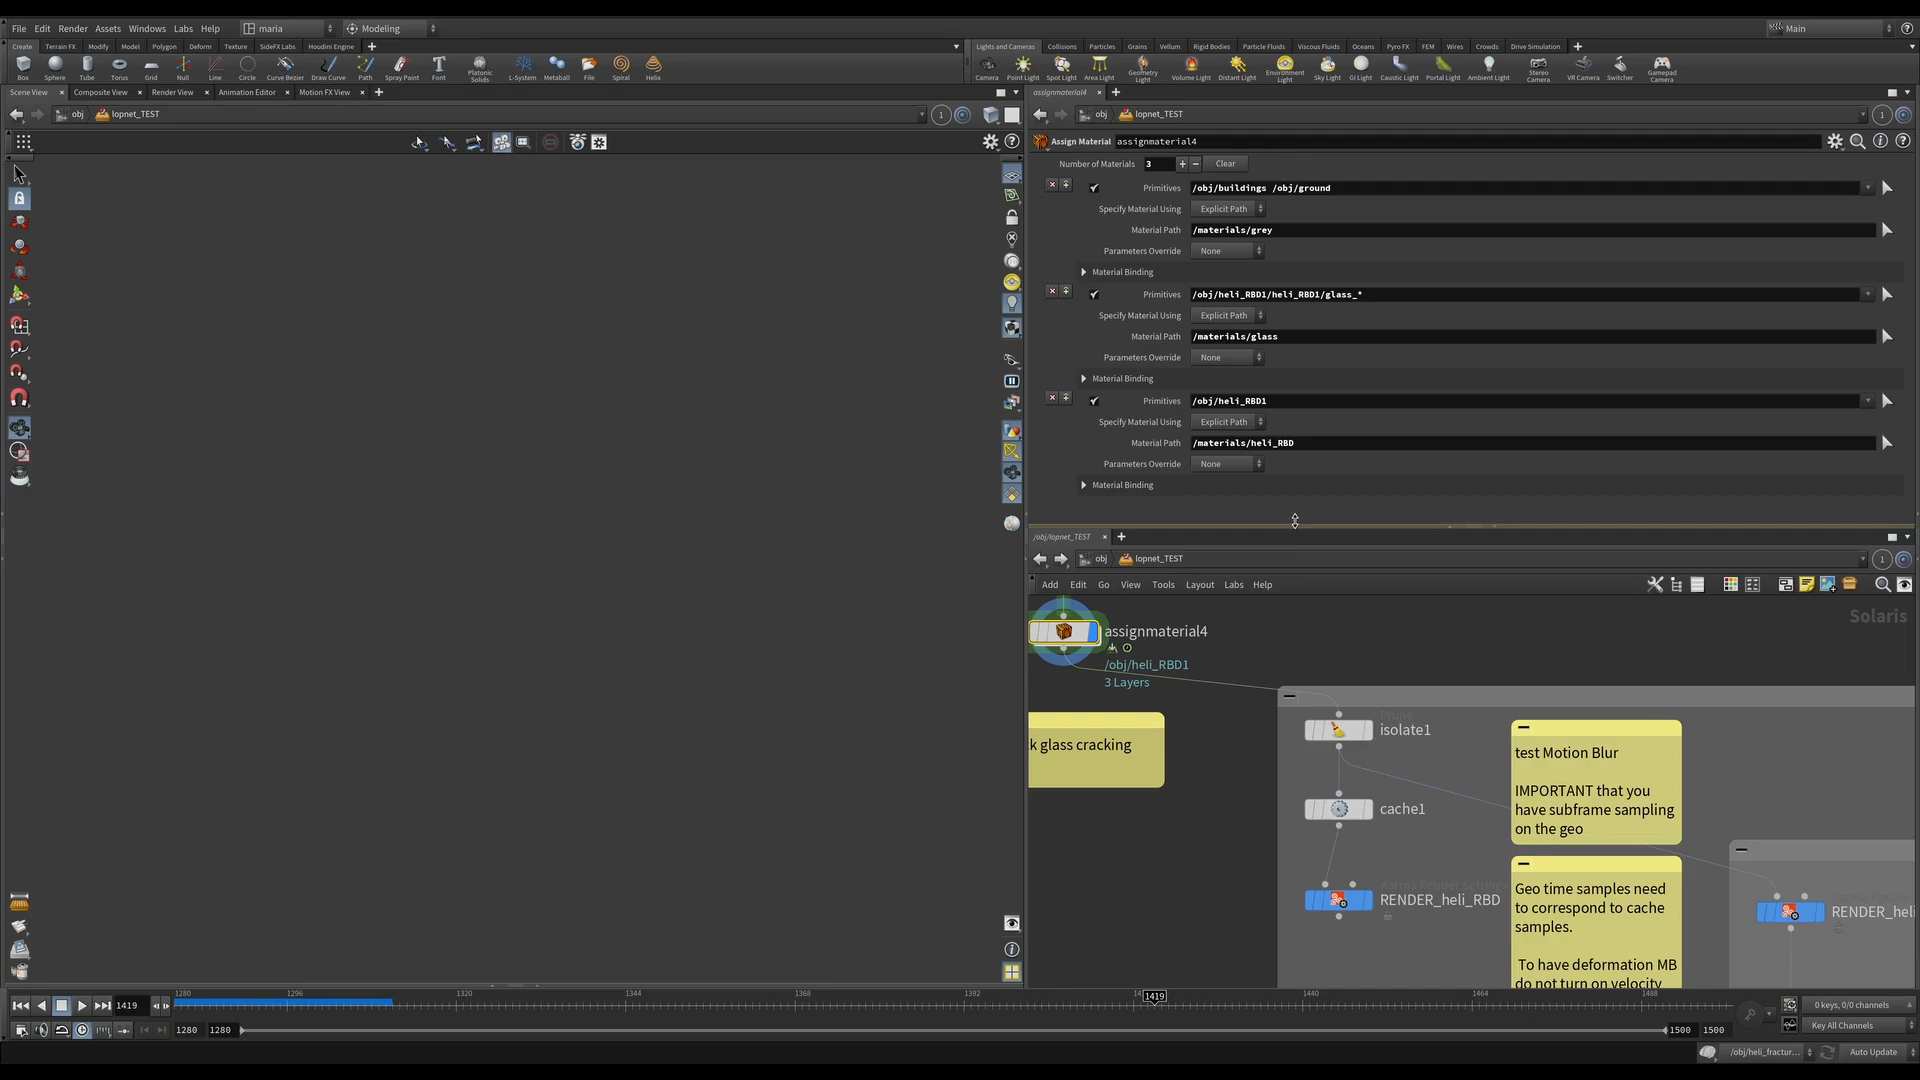 File Edit Render Assets Windows Labs Help maria Modeling Main
Create Terrain FX Modify Model Polygon Deform Texture SideFX Labs Houdini Engine
Lights and Cameras Collisions Particles Grains Vellum Rigid Bodies Particle Fluids Viscous Fluids Oceans Pyro FX FEM Wires Crowds Drive Simulation
Box Sphere Tube Torus Grid Null Line Circle Curve Bezier Draw Curve Path Spray Paint Font Platonic Solids L-System Metaball File Spiral Helix
Camera Point Light Spot Light Area Light Geometry Light Volume Light Distant Light Environment Light Sky Light GI Light Caustic Light Portal Light Ambient Light Stereo Camera VR Camera Switcher Gamepad Camera
Scene View Composite View Render View Animation Editor Motion FX View
assignmaterial4
obj lopnet_TEST 1
obj lopnet_TEST 1
Assign Material assignmaterial4
Number of Materials 3 Clear
Primitives /obj/buildings /obj/ground
Specify Material Using Explicit Path
Material Path /materials/grey
Parameters Override None
Material Binding
Primitives /obj/heli_RBD1/heli_RBD1/glass_*
Specify Material Using Explicit Path
Material Path /materials/glass
Parameters Override None
Material Binding
Primitives /obj/heli_RBD1
Specify Material Using Explicit Path
Material Path /materials/heli_RBD
Parameters Override None
Material Binding
/obj/lopnet_TEST
obj lopnet_TEST 1
Add Edit Go View Tools Layout Labs Help
Solaris
assignmaterial4
/obj/heli_RBD1
3 Layers
k glass cracking
Prune
isolate1
cache1
Karma Render Settings
RENDER_heli_RBD
test Motion Blur
IMPORTANT that you
have subframe sampling
on the geo
Geo time samples need
to correspond to cache
samples.
To have deformation MB
do not turn on velocity
RENDER_heli
1419 1280 1296 1320 1344 1368 1392 1419 1440 1464 1488
0 keys, 0/0 channels
1280 1280 1500 1500 Key All Channels
/obj/heli_fractur... Auto Update